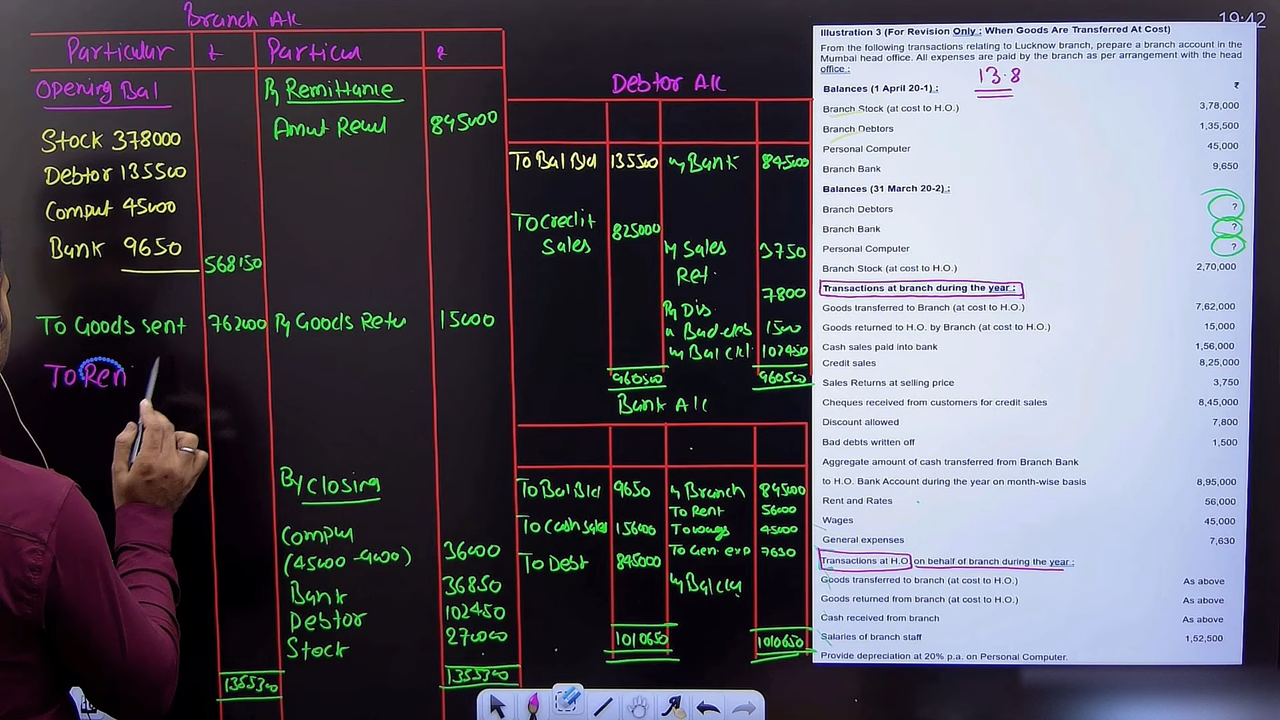 Branch A/c
Particular ₹ Particul ₹
Opening Bal
Stock 378000
Debtor 135500
Comput 45000
Bank 9650
568150
To Goods sent 762000
To Ren
1355300
By Remittance
Amut Recul 895000
By Goods Retu 15000
By closing
Comput
(45000-9000) 36000
Bank 36850
Debtor 102450
Stock 270000
1355300
Debtor A/c
To Bal B/d 135500 By Bank 845000
To credit
Sales 825000
By Sales
Ret. 3750
7800
By Dis
" Bad debts 1500
" Bal c/d 102450
960500 960500
Bank A/c
To Bal B/d 9650 By Branch 895000
To Rent 56000
To cash sales 156000 To wags 45000
To Debt 845000 To Gen. exp 7630
By Bal c/d
1010650 1010650
19:42
Illustration 3 (For Revision Only : When Goods Are Transferred At Cost)
From the following transactions relating to Lucknow branch, prepare a branch account in the
Mumbai head office. All expenses are paid by the branch as per arrangement with the head
office :
13.8
Balances (1 April 20-1) : ₹
Branch Stock (at cost to H.O.) 3,78,000
Branch Debtors 1,35,500
Personal Computer 45,000
Branch Bank 9,650
Balances (31 March 20-2) :
Branch Debtors ?
Branch Bank ?
Personal Computer ?
Branch Stock (at cost to H.O.) 2,70,000
Transactions at branch during the year :
Goods transferred to Branch (at cost to H.O.) 7,62,000
Goods returned to H.O. by Branch (at cost to H.O.) 15,000
Cash sales paid into bank 1,56,000
Credit sales 8,25,000
Sales Returns at selling price 3,750
Cheques received from customers for credit sales 8,45,000
Discount allowed 7,800
Bad debts written off 1,500
Aggregate amount of cash transferred from Branch Bank
to H.O. Bank Account during the year on month-wise basis 8,95,000
Rent and Rates 56,000
Wages 45,000
General expenses 7,630
Transactions at H.O. on behalf of branch during the year :
Goods transferred to branch (at cost to H.O.) As above
Goods returned from branch (at cost to H.O.) As above
Cash received from branch As above
Salaries of branch staff 1,52,500
Provide depreciation at 20% p.a. on Personal Computer.